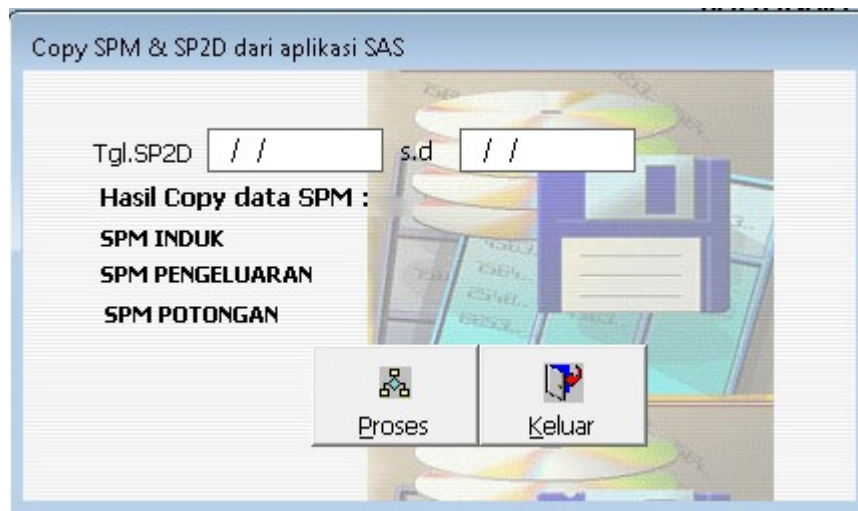 Copy SPM & SP2D dari aplikasi SAS
Tgl.SP2D / / s.d / /
Hasil Copy data SPM :
SPM INDUK
SPM PENGELUARAN
SPM POTONGAN
Proses Keluar